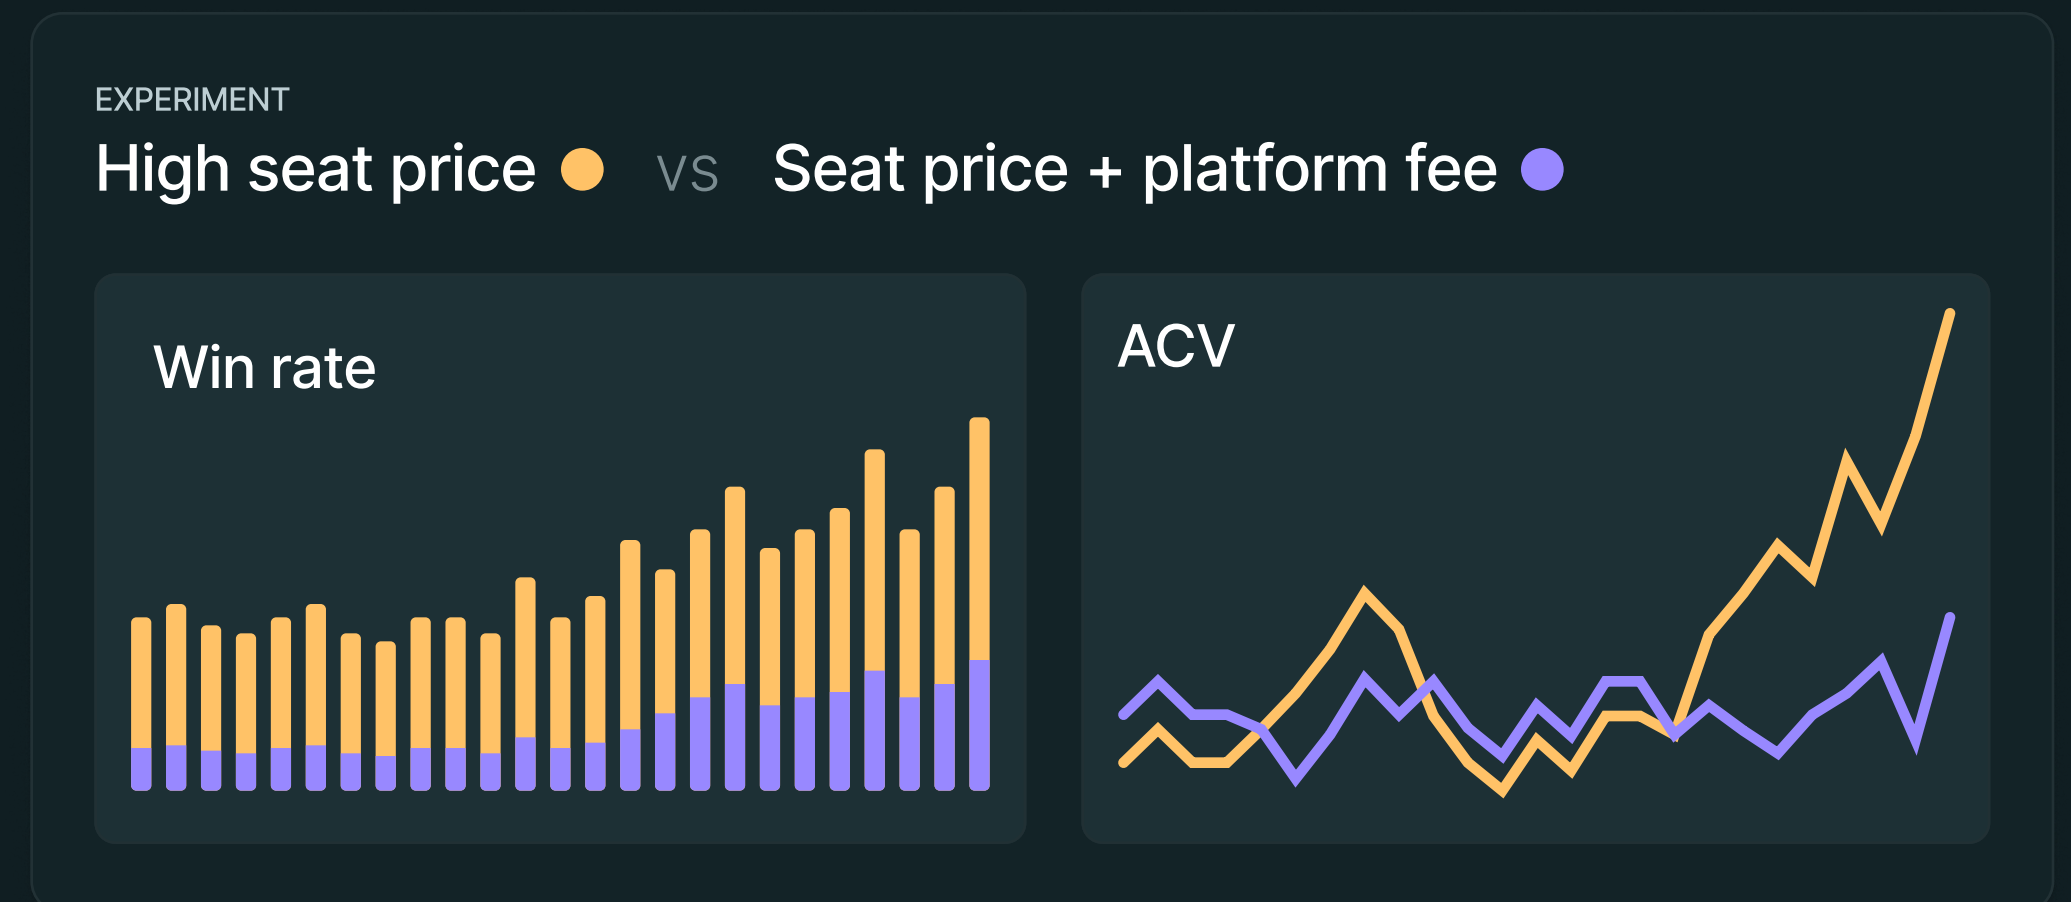 EXPERIMENT
High seat price VS Seat price + platform fee
Win rate
ACV